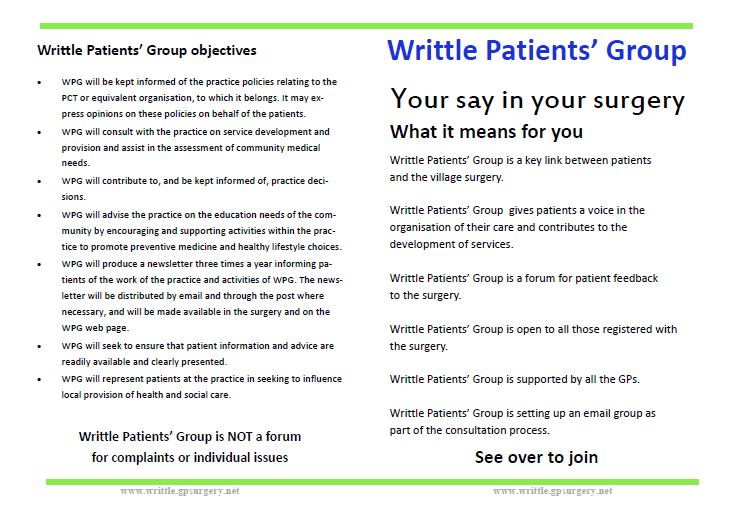 Writtle Patients' Group objectives
• WPG will be kept informed of the practice policies relating to the
PCT or equivalent organisation, to which it belongs. It may ex-
press opinions on these policies on behalf of the patients.
• WPG will consult with the practice on service development and
provision and assist in the assessment of community medical
needs.
• WPG will contribute to, and be kept informed of, practice deci-
sions.
• WPG will advise the practice on the education needs of the com-
munity by encouraging and supporting activities within the prac-
tice to promote preventive medicine and healthy lifestyle choices.
• WPG will produce a newsletter three times a year informing pa-
tients of the work of the practice and activities of WPG. The news-
letter will be distributed by email and through the post where
necessary, and will be made available in the surgery and on the
WPG web page.
• WPG will seek to ensure that patient information and advice are
readily available and clearly presented.
• WPG will represent patients at the practice in seeking to influence
local provision of health and social care.
Writtle Patients' Group is NOT a forum
for complaints or individual issues
www.writtle.gpsurgery.net
Writtle Patients' Group
Your say in your surgery
What it means for you
Writtle Patients' Group is a key link between patients
and the village surgery.
Writtle Patients' Group gives patients a voice in the
organisation of their care and contributes to the
development of services.
Writtle Patients' Group is a forum for patient feedback
to the surgery.
Writtle Patients' Group is open to all those registered with
the surgery.
Writtle Patients' Group is supported by all the GPs.
Writtle Patients' Group is setting up an email group as
part of the consultation process.
See over to join
www.writtle.gpsurgery.net